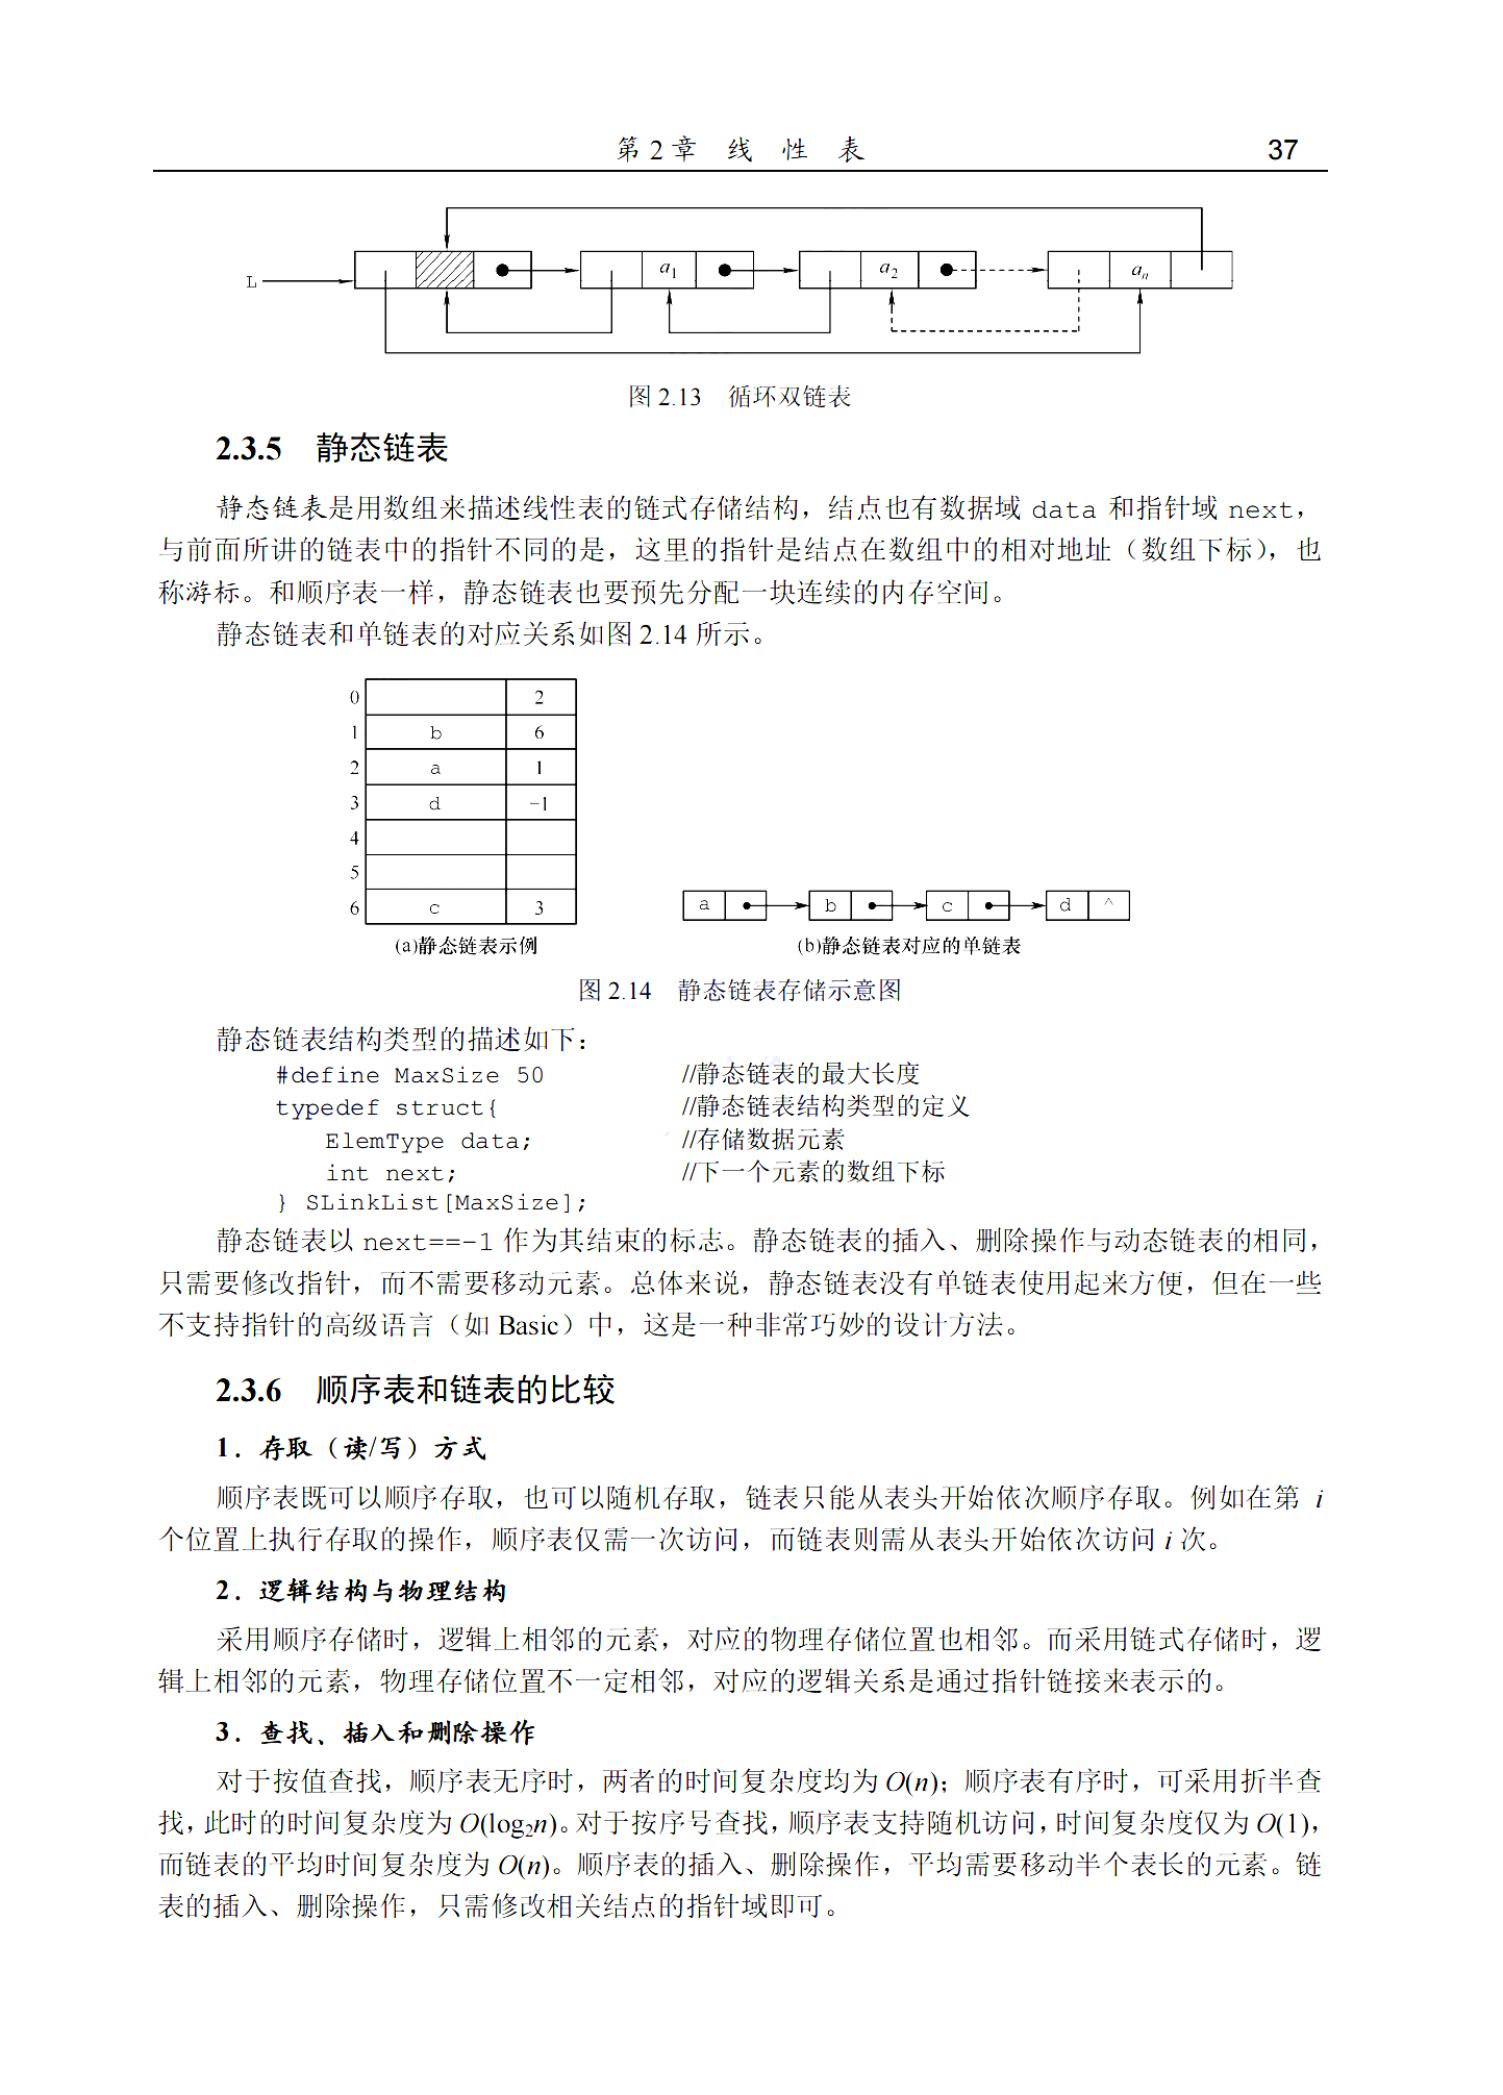 第 2 章 线 性 表 37
L a1 a2 an
图 2.13 循环双链表
2.3.5 静态链表
静态链表是用数组来描述线性表的链式存储结构，结点也有数据域 data 和指针域 next，
与前面所讲的链表中的指针不同的是，这里的指针是结点在数组中的相对地址（数组下标），也
称游标。和顺序表一样，静态链表也要预先分配一块连续的内存空间。
静态链表和单链表的对应关系如图 2.14 所示。
0 2
1 b 6
2 a 1
3 d -1
4
5
6 c 3
a b c d ^
(a)静态链表示例 (b)静态链表对应的单链表
图 2.14 静态链表存储示意图
静态链表结构类型的描述如下：
#define MaxSize 50 //静态链表的最大长度
typedef struct{ //静态链表结构类型的定义
ElemType data; //存储数据元素
int next; //下一个元素的数组下标
} SLinkList[MaxSize];
静态链表以 next==-1 作为其结束的标志。静态链表的插入、删除操作与动态链表的相同，
只需要修改指针，而不需要移动元素。总体来说，静态链表没有单链表使用起来方便，但在一些
不支持指针的高级语言（如 Basic）中，这是一种非常巧妙的设计方法。
2.3.6 顺序表和链表的比较
1．存取（读/写）方式
顺序表既可以顺序存取，也可以随机存取，链表只能从表头开始依次顺序存取。例如在第 i
个位置上执行存取的操作，顺序表仅需一次访问，而链表则需从表头开始依次访问 i 次。
2．逻辑结构与物理结构
采用顺序存储时，逻辑上相邻的元素，对应的物理存储位置也相邻。而采用链式存储时，逻
辑上相邻的元素，物理存储位置不一定相邻，对应的逻辑关系是通过指针链接来表示的。
3．查找、插入和删除操作
对于按值查找，顺序表无序时，两者的时间复杂度均为 O(n)；顺序表有序时，可采用折半查
找，此时的时间复杂度为 O(log2n)。对于按序号查找，顺序表支持随机访问，时间复杂度仅为 O(1)，
而链表的平均时间复杂度为 O(n)。顺序表的插入、删除操作，平均需要移动半个表长的元素。链
表的插入、删除操作，只需修改相关结点的指针域即可。